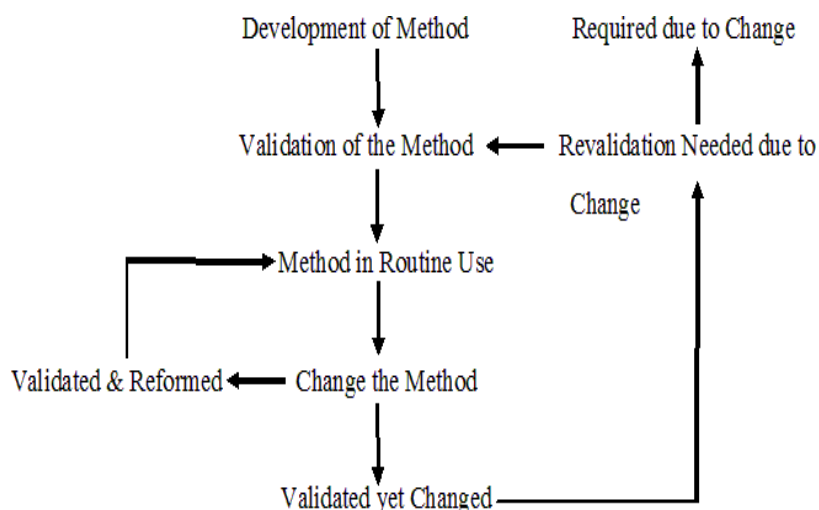 Development of Method
Required due to Change
Validation of the Method
Revalidation Needed due to
Change
Method in Routine Use
Validated & Reformed
Change the Method
Validated yet Changed